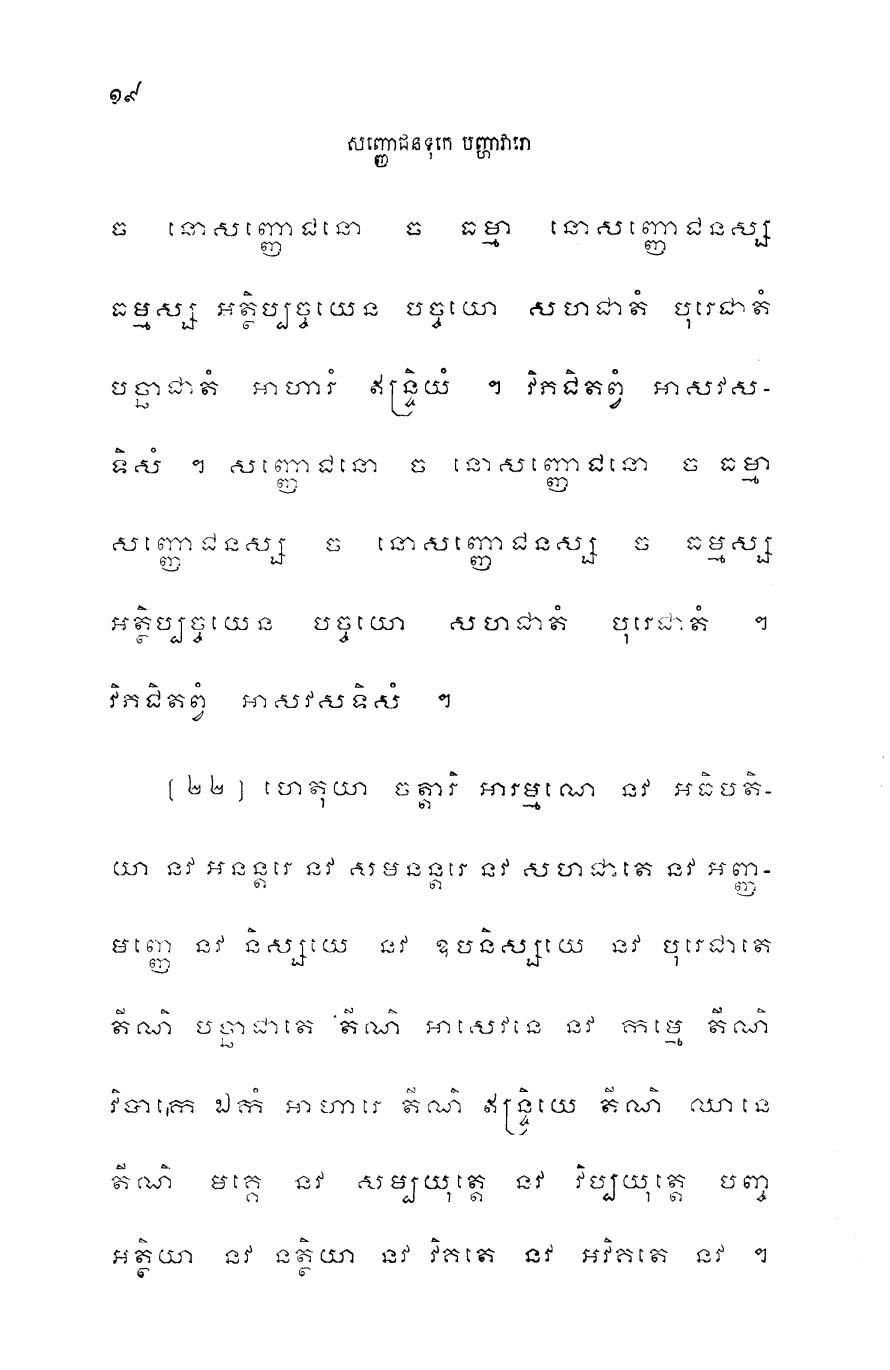 ១៩
សញ្ញោជនទុកេ បញ្ហាវារោ
ច នោសញ្ញោជនោ ច ធម្មា នោសញ្ញោជនស្ស
ធម្មស្ស អត្ថិប្បច្ចយេន បច្ចយោ សហជាតំ បុរេជាតំ
បច្ឆាជាតំ អាហារំ ឥន្ទ្រិយំ ។ វិភជិតព្វំ អាសវស-
ទិសំ ។ សញ្ញោជនោ ច នោសញ្ញោជនោ ច ធម្មា
សញ្ញោជនស្ស ច នោសញ្ញោជនស្ស ច ធម្មស្ស
អត្ថិប្បច្ចយេន បច្ចយោ សហជាតំ បុរេជាតំ ។
វិភជិតព្វំ អាសវសទិសំ ។
(២២) ហេតុយា ចត្តារិ អារម្មណេ នវ អធិបតិ-
យា នវ អនន្តរេ នវ សមនន្តរេ នវ សហជាតេ នវ អញ្ញ-
មញ្ញេ នវ និស្សយេ នវ ឧបនិស្សយេ នវ បុរេជាតេ
តីណិ បច្ឆាជាតេ តីណិ អាសេវនេ នវ កម្មេ តីណិ
វិបាកេ ឯកំ អាហារេ តីណិ ឥន្ទ្រិយេ តីណិ ឈានេ
តីណិ មគ្គេ នវ សម្បយុត្តេ នវ វិប្បយុត្តេ បញ្ច
អត្ថិយា នវ នត្ថិយា នវ វិគតេ នវ អវិគតេ នវ ។